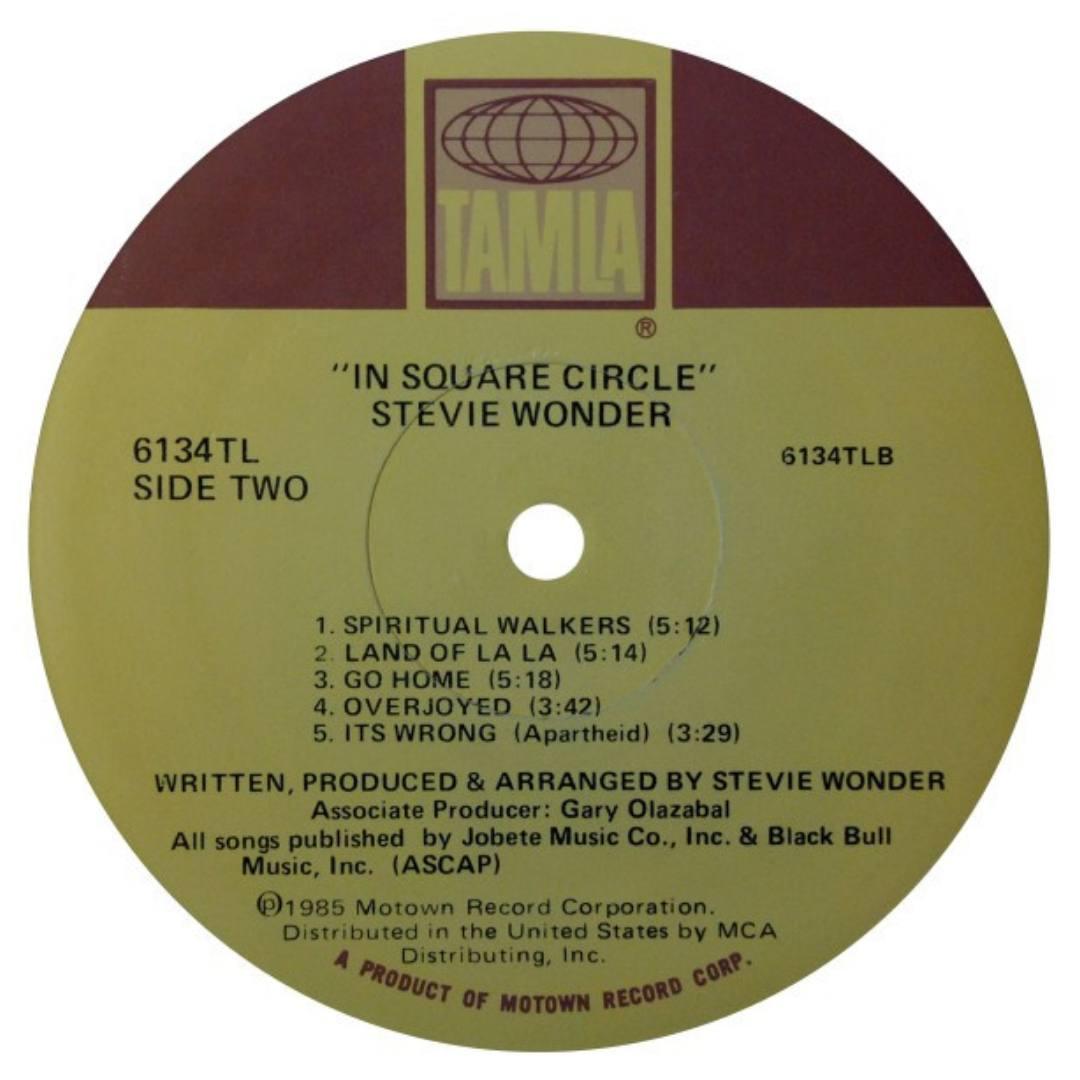 TAMLA
®
"IN SQUARE CIRCLE"
STEVIE WONDER
6134TL
SIDE TWO
6134TLB
1. SPIRITUAL WALKERS (5:12)
2. LAND OF LA LA (5:14)
3. GO HOME (5:18)
4. OVERJOYED (3:42)
5. ITS WRONG (Apartheid) (3:29)
WRITTEN, PRODUCED & ARRANGED BY STEVIE WONDER
Associate Producer: Gary Olazabal
All songs published by Jobete Music Co., Inc. & Black Bull
Music, Inc. (ASCAP)
℗1985 Motown Record Corporation.
Distributed in the United States by MCA
Distributing, Inc.
A PRODUCT OF MOTOWN RECORD CORP.